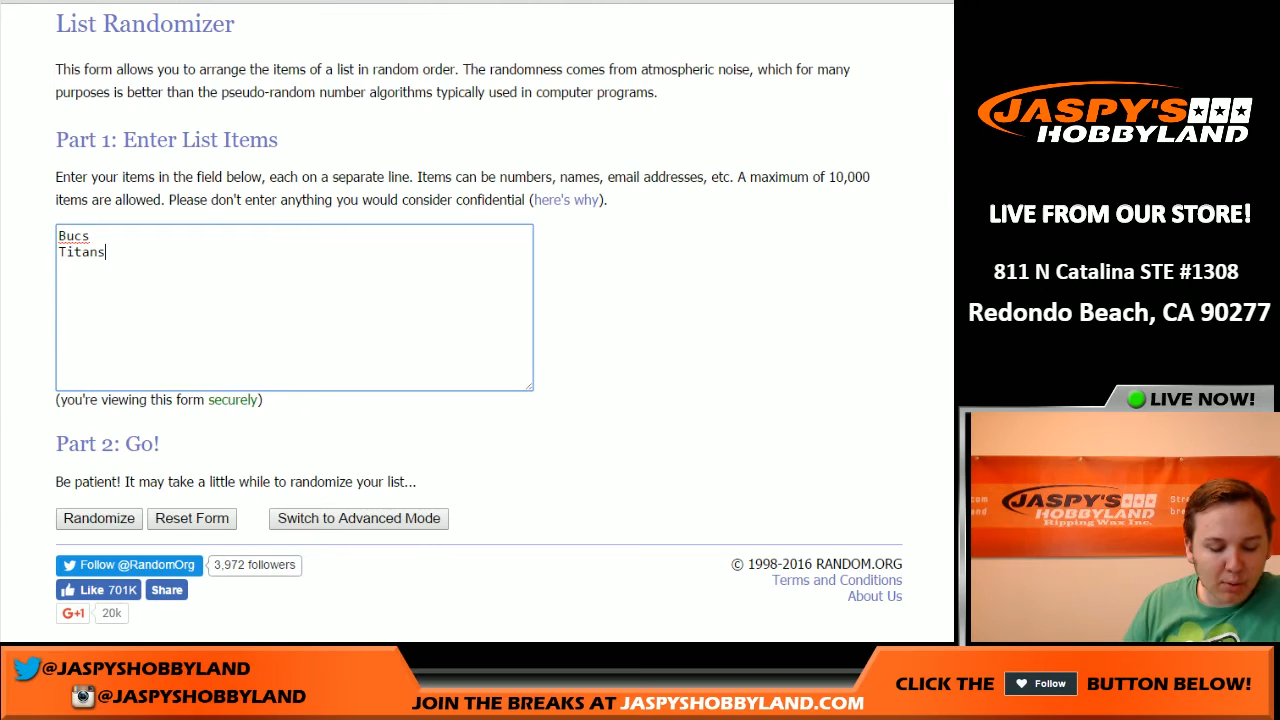 List Randomizer
This form allows you to arrange the items of a list in random order. The randomness comes from atmospheric noise, which for many
purposes is better than the pseudo-random number algorithms typically used in computer programs.
Part 1: Enter List Items
Enter your items in the field below, each on a separate line. Items can be numbers, names, email addresses, etc. A maximum of 10,000
items are allowed. Please don't enter anything you would consider confidential (here's why).
Bucs
Titans
(you're viewing this form securely)
Part 2: Go!
Be patient! It may take a little while to randomize your list...
Randomize Reset Form Switch to Advanced Mode
Follow @RandomOrg 3,972 followers
Like 701K Share
G+1 20k
© 1998-2016 RANDOM.ORG
Terms and Conditions
About Us
JASPY'S
HOBBYLAND
LIVE FROM OUR STORE!
811 N Catalina STE #1308
Redondo Beach, CA 90277
LIVE NOW!
JASPY'S
HOBBYLAND
Ripping Wax Inc.
@JASPYSHOBBYLAND
@JASPYSHOBBYLAND
JOIN THE BREAKS AT JASPYSHOBBYLAND.COM
CLICK THE Follow BUTTON BELOW!